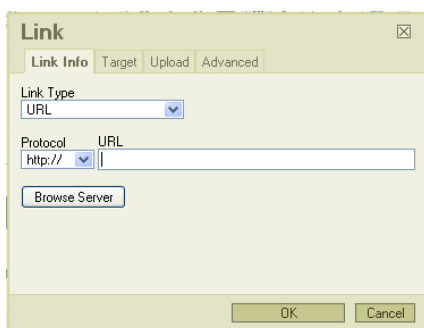 Link
Link Info Target Upload Advanced
Link Type
URL
Protocol URL
http://
Browse Server
OK Cancel